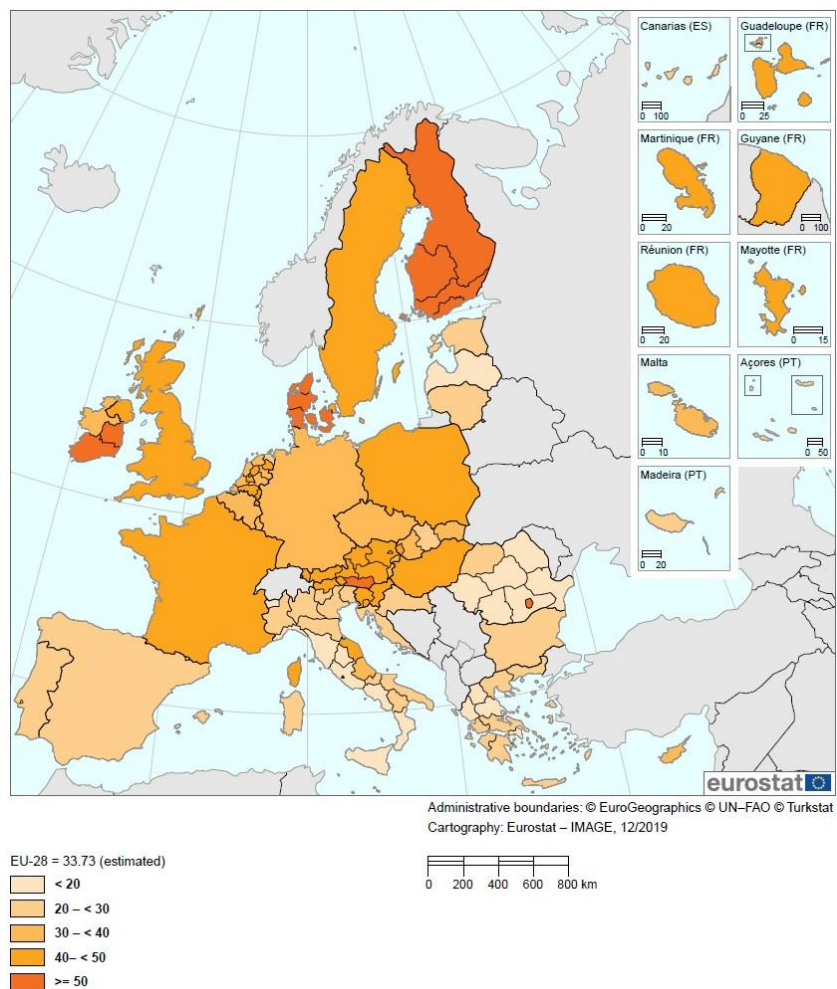 Canarias (ES)
0 100
Guadeloupe (FR)
0 25
Martinique (FR)
0 20
Guyane (FR)
0 100
Réunion (FR)
0 20
Mayotte (FR)
0 15
Malta
0 10
Açores (PT)
0 50
Madeira (PT)
0 20
eurostat
Administrative boundaries: © EuroGeographics © UN–FAO © Turkstat
Cartography: Eurostat – IMAGE, 12/2019
EU-28 = 33.73 (estimated)
< 20
20 – < 30
30 – < 40
40– < 50
>= 50
0 200 400 600 800 km